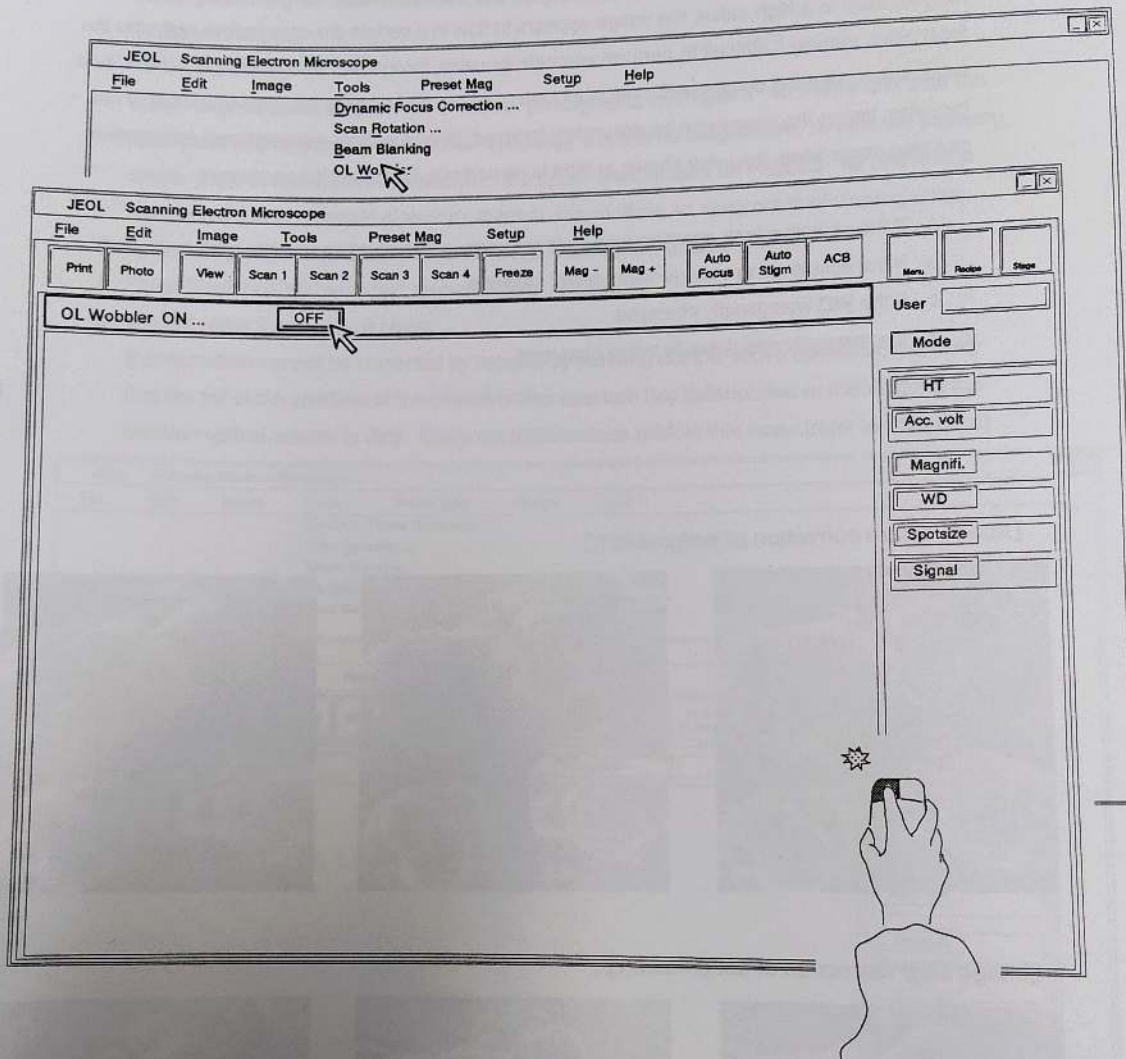 JEOL Scanning Electron Microscope
File Edit Image Tools Preset Mag Setup Help
Dynamic Focus Correction ...
Scan Rotation ...
Beam Blanking
OL
JEOL Scanning Electron Microscope
File Edit Image Tools Preset Mag Setup Help
Print Photo View Scan 1 Scan 2 Scan 3 Scan 4 Freeze Mag - Mag + Auto Focus Auto Stigm ACB Menu Recipe Stage
OL Wobbler ON ... OFF
User
Mode
HT
Acc. volt
Magnifi.
WD
Spotsize
Signal